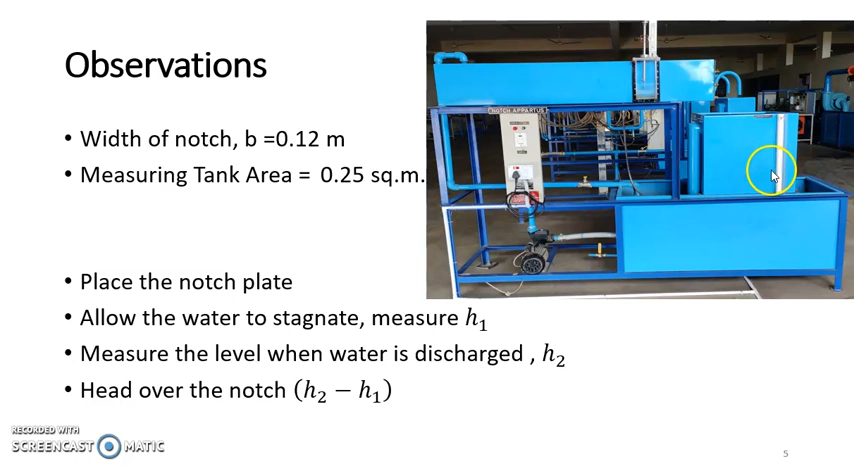 Observations
• Width of notch, b =0.12 m
• Measuring Tank Area = 0.25 sq.m.
NOTCH APPARTUS
• Place the notch plate
• Allow the water to stagnate, measure h₁
• Measure the level when water is discharged , h₂
• Head over the notch (h₂ − h₁)
RECORDED WITH
SCREENCAST MATIC
5